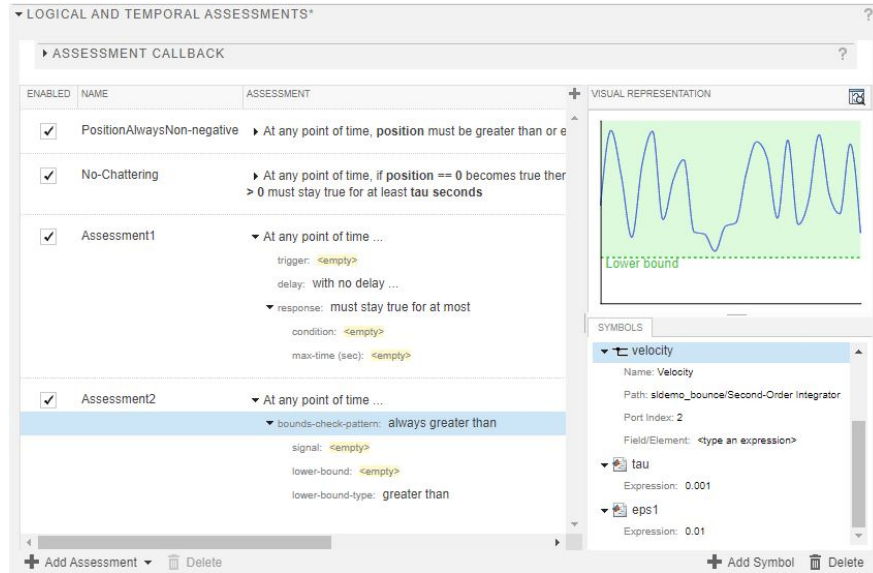 LOGICAL AND TEMPORAL ASSESSMENTS*
?
ASSESSMENT CALLBACK
?
ENABLED NAME ASSESSMENT
PositionAlwaysNon-negative At any point of time, position must be greater than or e
No-Chattering At any point of time, if position == 0 becomes true then
> 0 must stay true for at least tau seconds
Assessment1 At any point of time ...
trigger: <empty>
delay: with no delay ...
response: must stay true for at most
condition: <empty>
max-time (sec): <empty>
Assessment2 At any point of time ...
bounds-check-pattern: always greater than
signal: <empty>
lower-bound: <empty>
lower-bound-type: greater than
Add Assessment Delete
VISUAL REPRESENTATION
Lower bound
SYMBOLS
velocity
Name: Velocity
Path: sldemo_bounce/Second-Order Integrator
Port Index: 2
Field/Element: <type an expression>
tau
Expression: 0.001
eps1
Expression: 0.01
Add Symbol Delete